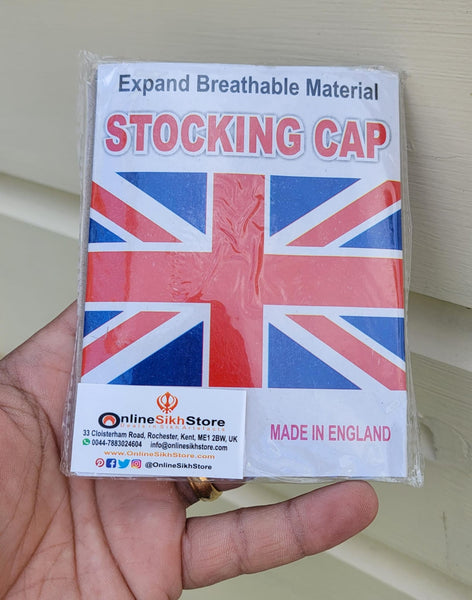 Expand Breathable Material
STOCKING CAP
OnlineSikhStore
33 Cloisterham Road, Rochester, Kent, ME1 2BW, UK
0044-7883024604 info@onlinesikhstore.com
www.OnlineSikhStore.com
@OnlineSikhStore
MADE IN ENGLAND